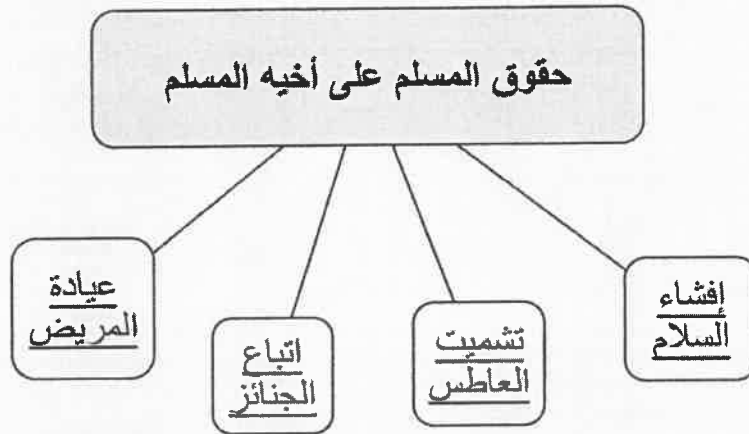 حقوق المسلم على أخيه المسلم
إفشاء
السلام
تشميت
العاطس
اتباع
الجنائز
عيادة
المريض